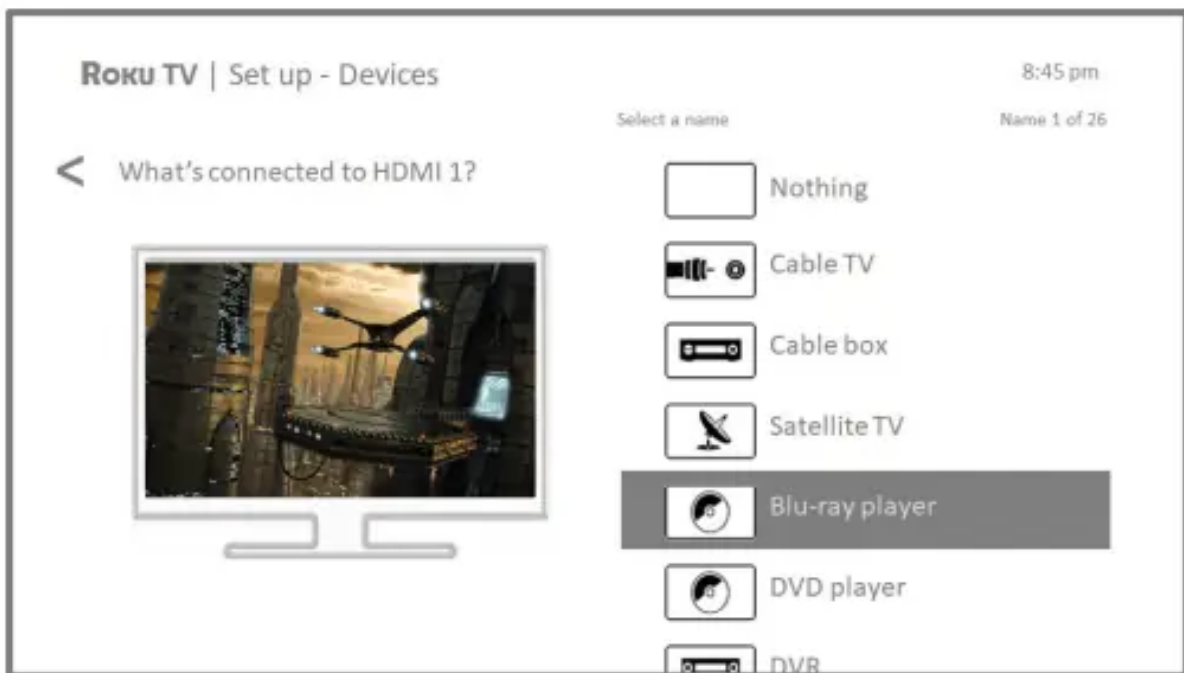 ROKU TV | Set up - Devices
8:45 pm
Select a name
Name 1 of 26
< What's connected to HDMI 1?
Nothing
Cable TV
Cable box
Satellite TV
Blu-ray player
DVD player
DVR